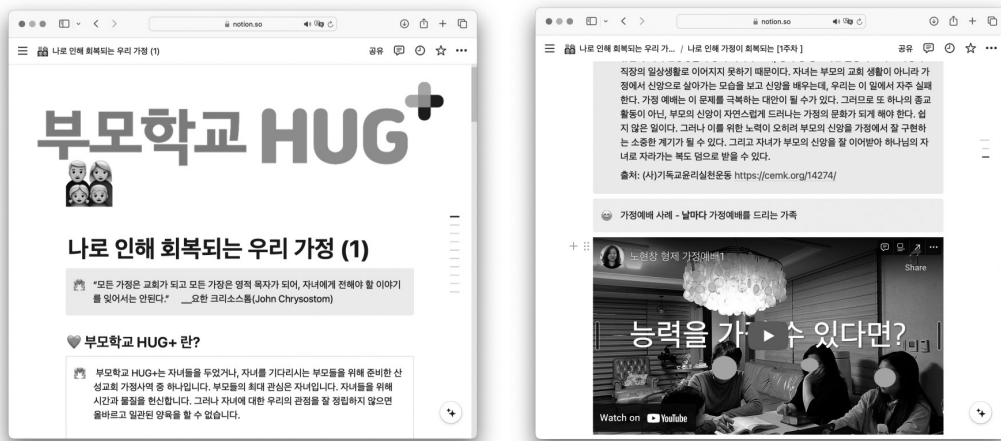 notion.so
나로 인해 회복되는 우리 가정 (1)
공유
부모학교 HUG+
나로 인해 회복되는 우리 가정 (1)
“모든 가정은 교회가 되고 모든 가장은 영적 목자가 되어, 자녀에게 전해야 할 이야기
를 잊어서는 안된다.” __요한 크리소스톰(John Chrysostom)
부모학교 HUG+ 란?
부모학교 HUG+는 자녀들을 두었거나, 자녀를 기다리시는 부모들을 위해 준비한 산
성교회 가정사역 중 하나입니다. 부모들의 최대 관심은 자녀입니다. 자녀들을 위해
시간과 물질을 헌신합니다. 그러나 자녀에 대한 우리의 관점을 잘 정립하지 않으면
올바르고 일관된 양육을 할 수 없습니다.
notion.so
나로 인해 회복되는 우리 가... / 나로 인해 가정이 회복되는 [1주차]
공유
직장의 일상생활로 이어지지 못하기 때문이다. 자녀는 부모의 교회 생활이 아니라 가
정에서 신앙으로 살아가는 모습을 보고 신앙을 배우는데, 우리는 이 일에서 자주 실패
한다. 가정 예배는 이 문제를 극복하는 대안이 될 수가 있다. 그러므로 또 하나의 종교
활동이 아닌, 부모의 신앙이 자연스럽게 드러나는 가정의 문화가 되게 해야 한다. 쉽
지 않은 일이다. 그러나 이를 위한 노력이 오히려 부모의 신앙을 가정에서 잘 구현하
는 소중한 계기가 될 수 있다. 그리고 자녀가 부모의 신앙을 잘 이어받아 하나님의 자
녀로 자라가는 복도 덤으로 받을 수 있다.
출처: (사)기독교윤리실천운동 https://cemk.org/14274/
가정예배 사례 - 날마다 가정예배를 드리는 가족
노현창 형제 가정예배1
Share
능력을 가 수 있다면?
Watch on YouTube